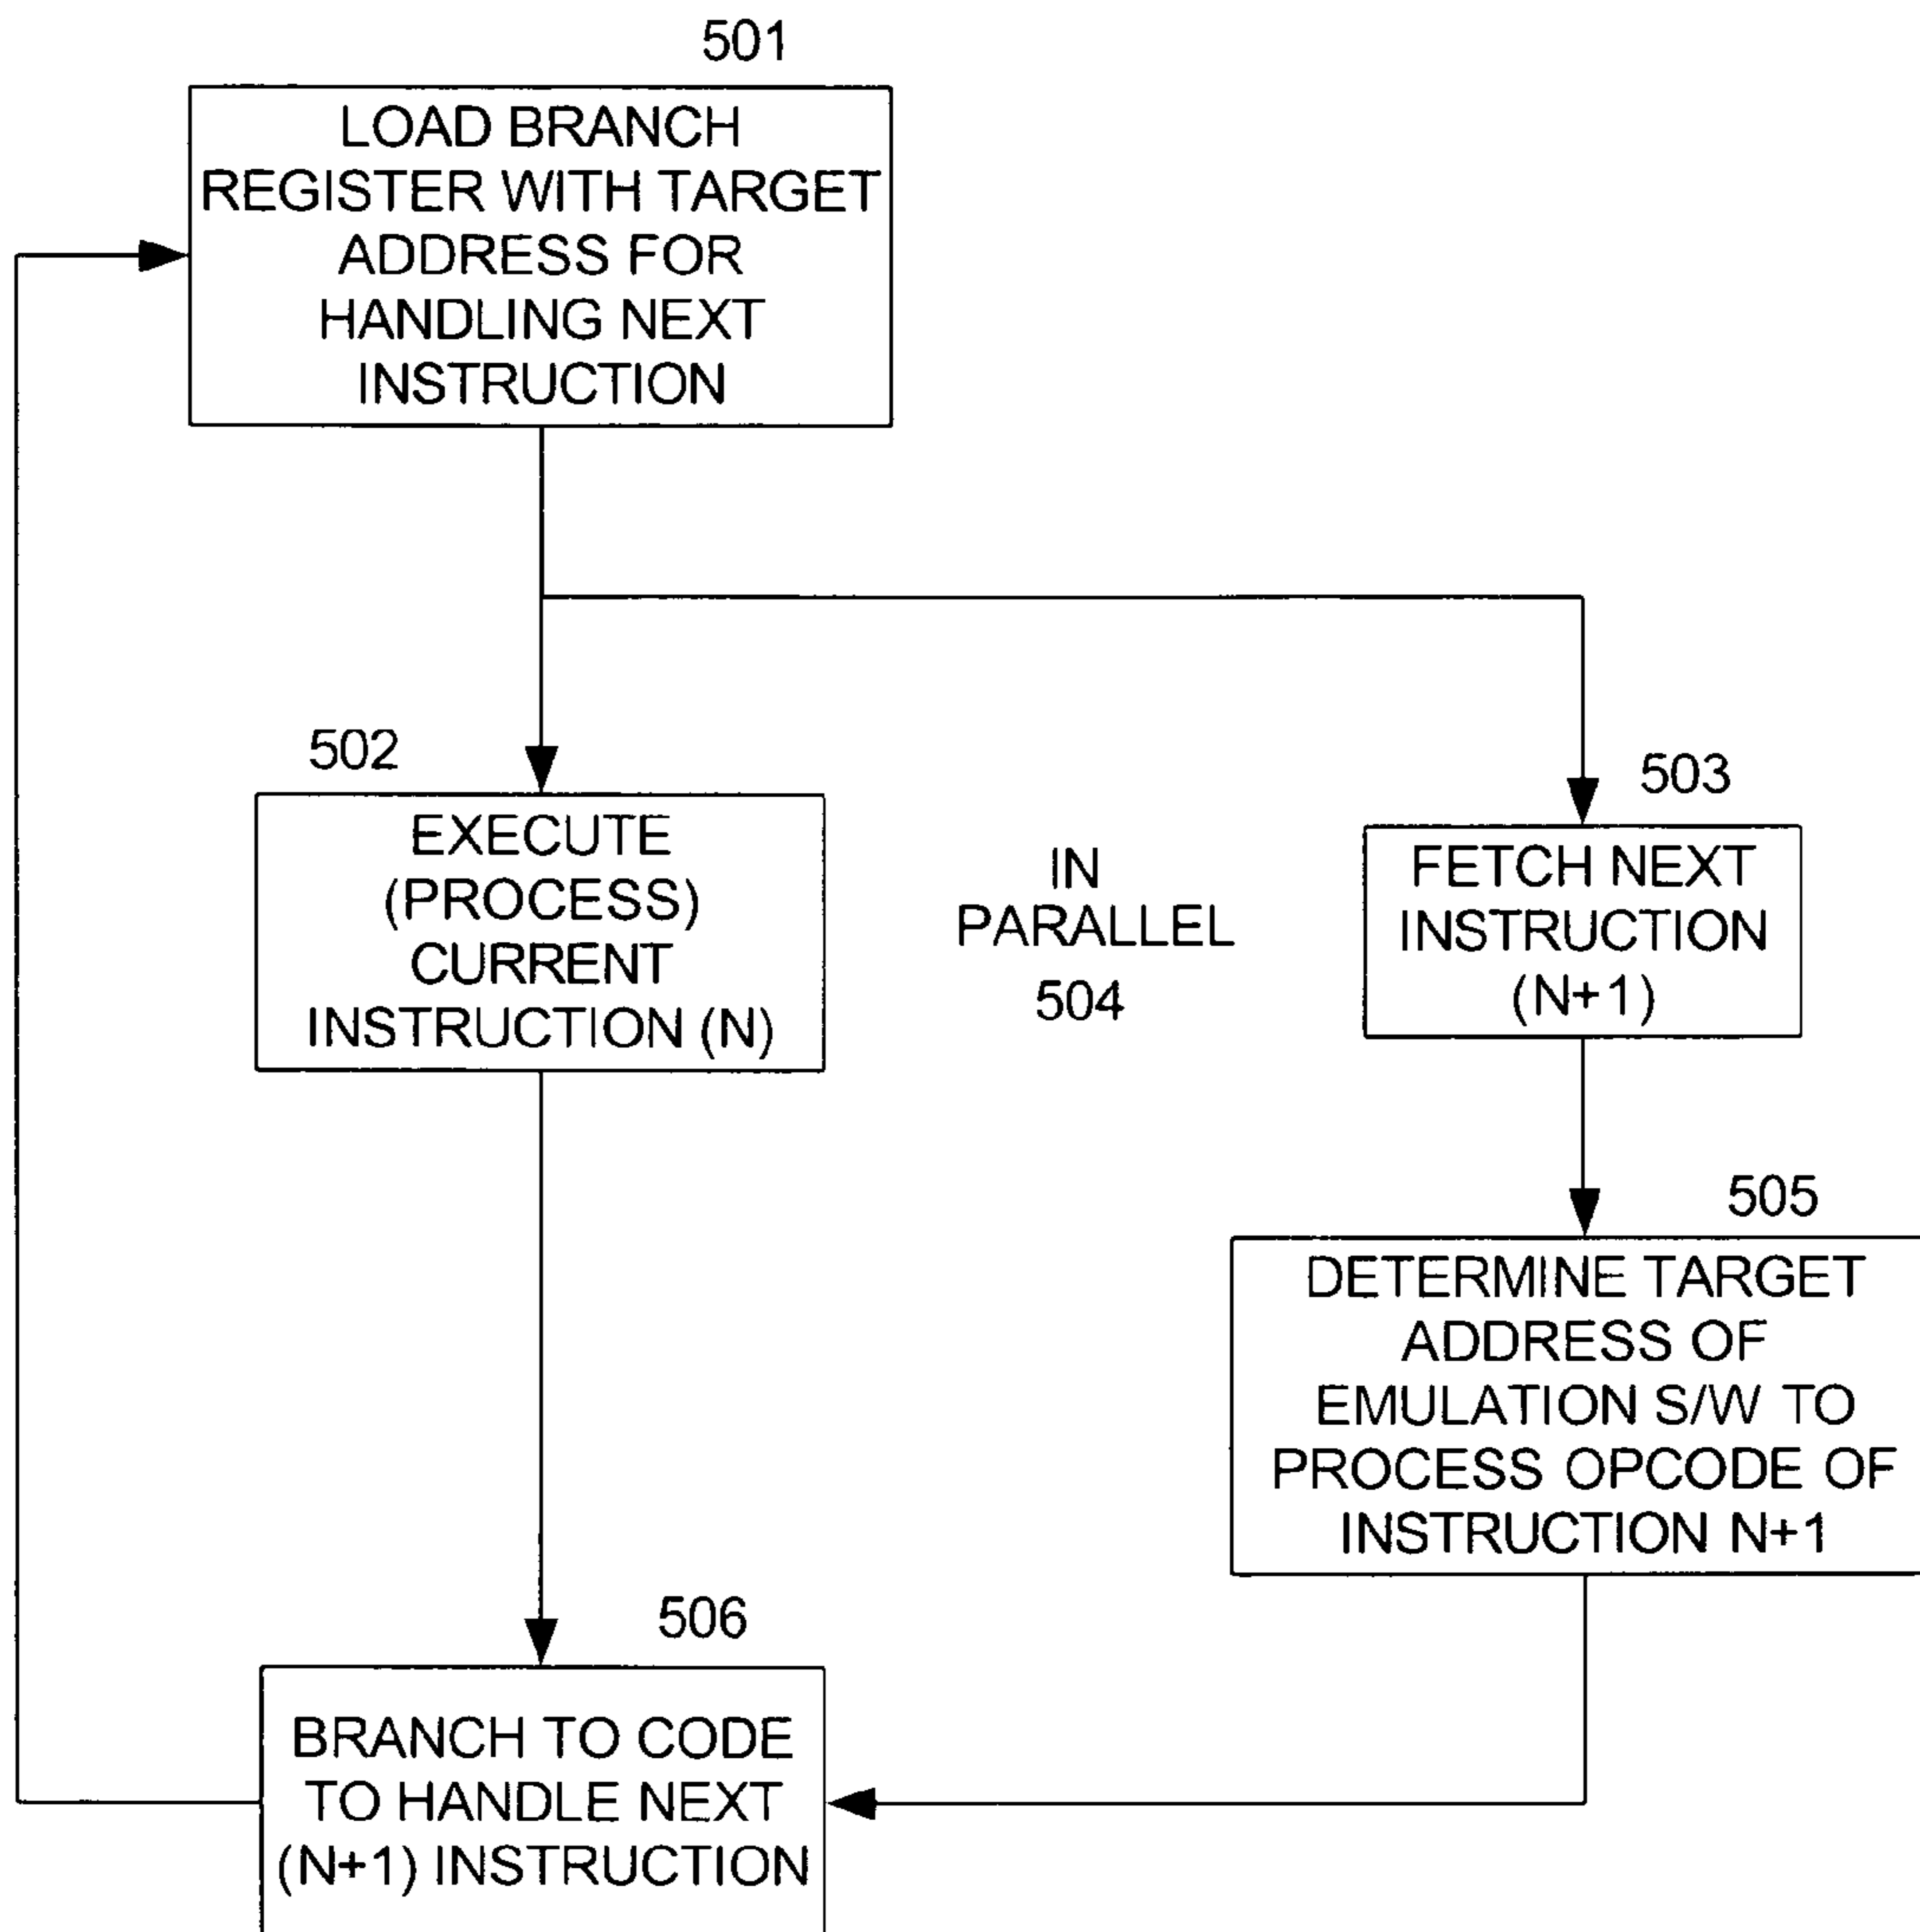 501
LOAD BRANCH
REGISTER WITH TARGET
ADDRESS FOR
HANDLING NEXT
INSTRUCTION
502
EXECUTE
(PROCESS)
CURRENT
INSTRUCTION (N)
IN
PARALLEL
504
503
FETCH NEXT
INSTRUCTION
(N+1)
505
DETERMINE TARGET
ADDRESS OF
EMULATION S/W TO
PROCESS OPCODE OF
INSTRUCTION N+1
506
BRANCH TO CODE
TO HANDLE NEXT
(N+1) INSTRUCTION